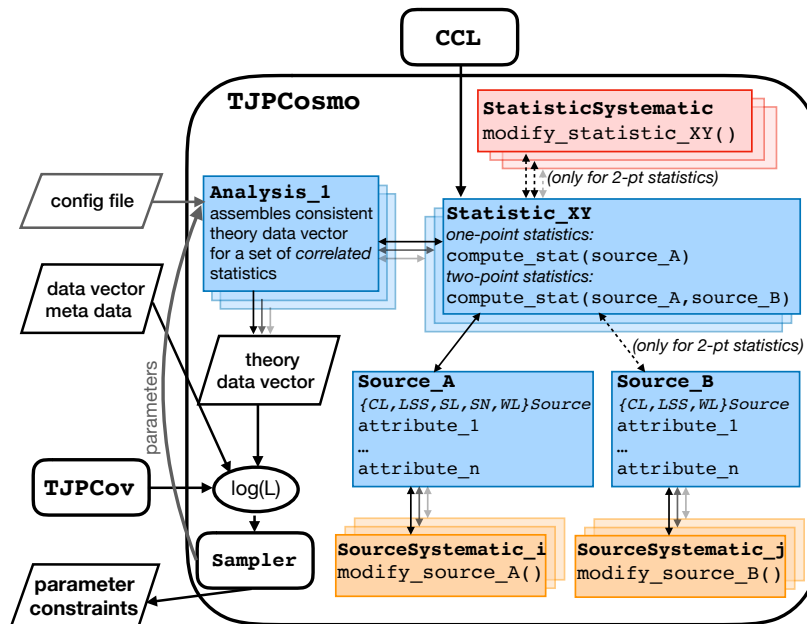 CCL
TJPCosmo
StatisticSystematic
modify_statistic_XY()
(only for 2-pt statistics)
config file
Analysis_1
assembles consistent
theory data vector
for a set of correlated
statistics
Statistic_XY
one-point statistics:
compute_stat(source_A)
two-point statistics:
compute_stat(source_A,source_B)
data vector
meta data
(only for 2-pt statistics)
theory
data vector
parameters
Source_A
{CL,LSS,SL,SN,WL}Source
attribute_1
…
attribute_n
Source_B
{CL,LSS,WL}Source
attribute_1
…
attribute_n
TJPCov
log(L)
Sampler
SourceSystematic_i
modify_source_A()
SourceSystematic_j
modify_source_B()
parameter
constraints